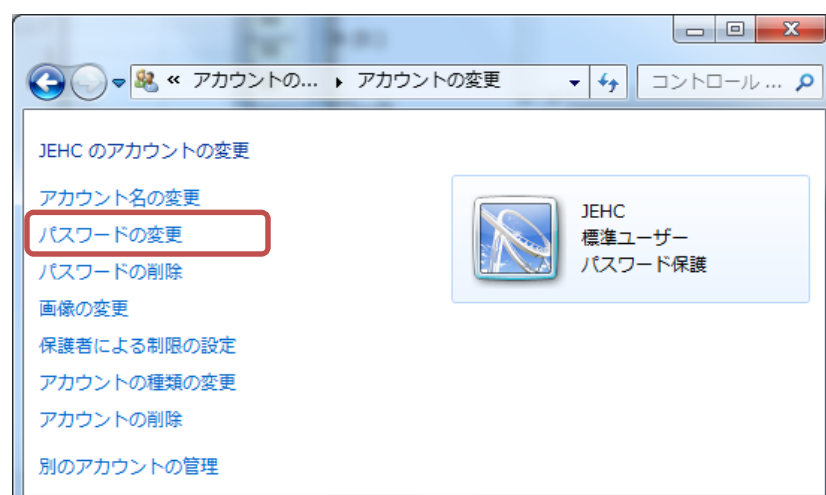 « アカウントの... ▸ アカウントの変更
コントロール ...
JEHC のアカウントの変更
アカウント名の変更
パスワードの変更
パスワードの削除
画像の変更
保護者による制限の設定
アカウントの種類の変更
アカウントの削除
別のアカウントの管理
JEHC
標準ユーザー
パスワード保護